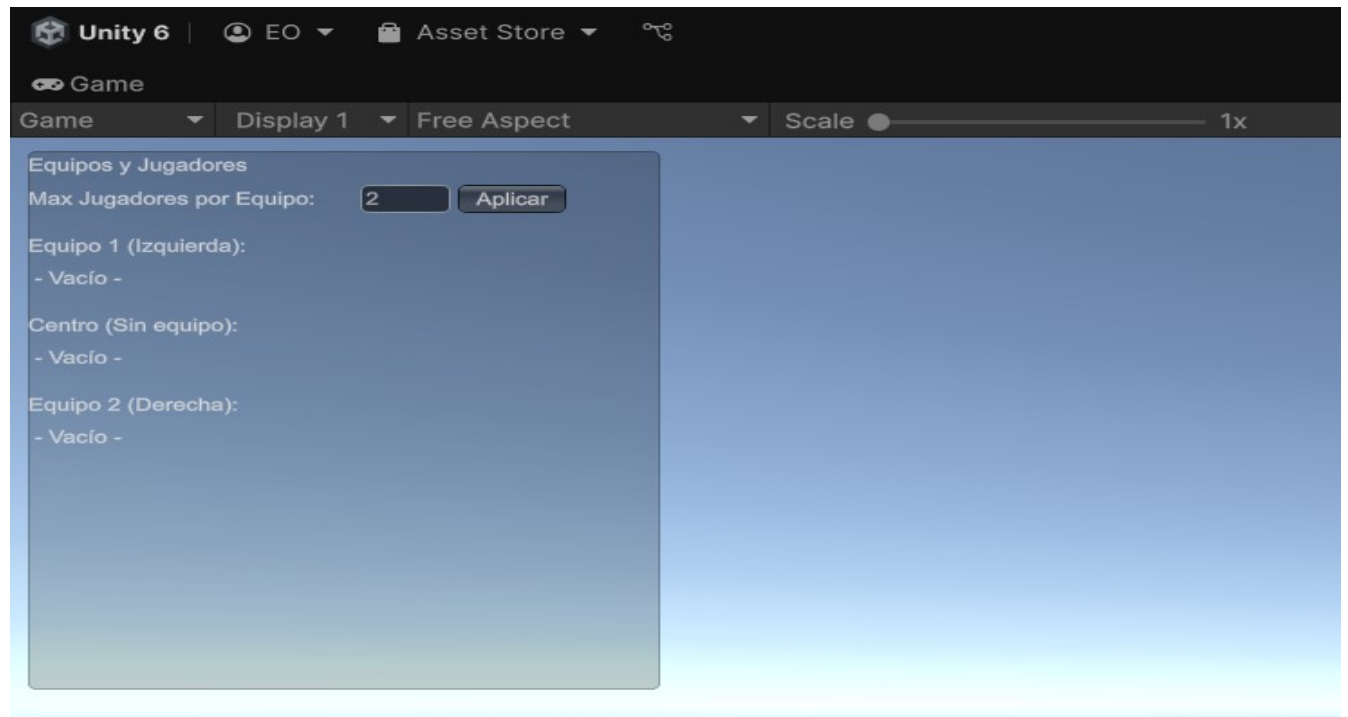 Unity 6 EO Asset Store
Game
Game Display 1 Free Aspect Scale 1x
Equipos y Jugadores
Max Jugadores por Equipo: 2 Aplicar
Equipo 1 (Izquierda):
- Vacío -
Centro (Sin equipo):
- Vacío -
Equipo 2 (Derecha):
- Vacío -